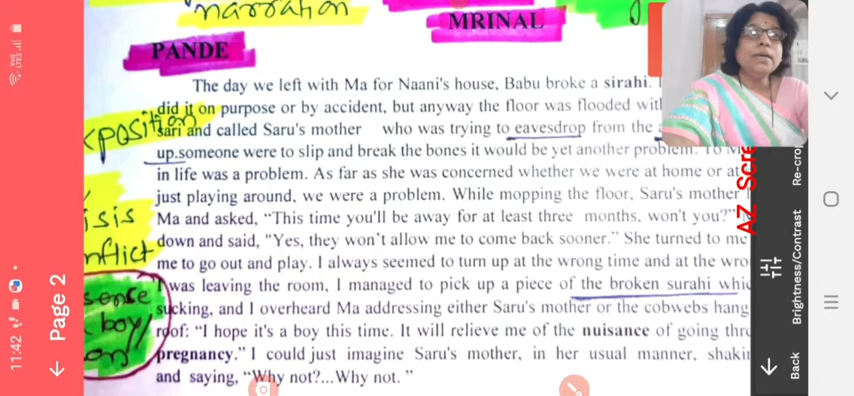 narration
MRINAL
PANDE
The day we left with Ma for Naani's house, Babu broke a sirahi.
did it on purpose or by accident, but anyway the floor was flooded
xposition
sari and called Saru's mother who was trying to eavesdrop from the
up.someone were to slip and break the bones it would be yet another problem. To
in life was a problem. As far as she was concerned whether we were at home or at
just playing around, we were a problem. While mopping the floor, Saru's mother
isis
Ma and asked, “This time you'll be away for at least three months, won't you?”
nflict
down and said, "Yes, they won't allow me to come back sooner.” She turned to me
me to go out and play. I always seemed to turn up at the wrong time and at the wro
sense
I was leaving the room, I managed to pick up a piece of the broken surahi whic
sucking, and I overheard Ma addressing either Saru's mother or the cobwebs hang
boy/
roof: “I hope it's a boy this time. It will relieve me of the nuisance of going thro
on
pregnancy.” I could just imagine Saru's mother, in her usual manner, shakin
and saying, “Why not?...Why not. ”
11:42
Page 2
AZ Scre
Re-cro
Brightness/Contrast
Back